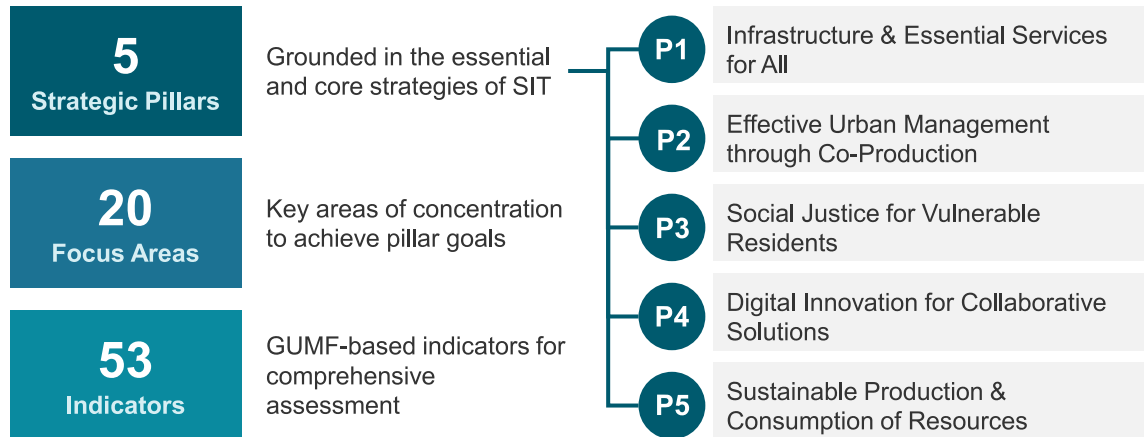 5
Strategic Pillars
Grounded in the essential
and core strategies of SIT
20
Focus Areas
Key areas of concentration
to achieve pillar goals
53
Indicators
GUMF-based indicators for
comprehensive
assessment
P1
Infrastructure & Essential Services
for All
P2
Effective Urban Management
through Co-Production
P3
Social Justice for Vulnerable
Residents
P4
Digital Innovation for Collaborative
Solutions
P5
Sustainable Production &
Consumption of Resources